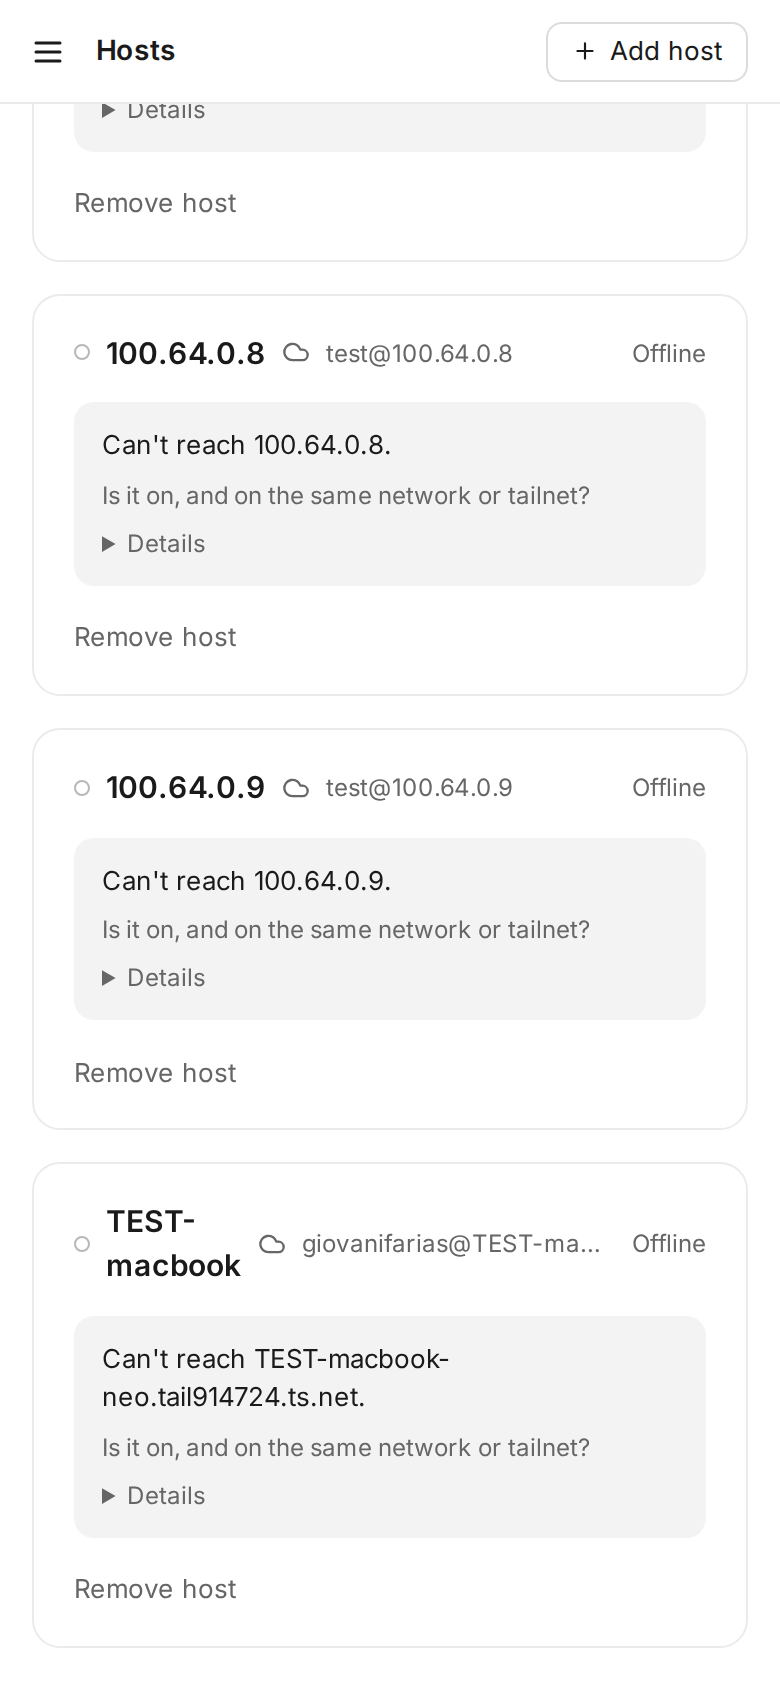 Hosts
+ Add host
▶ Details
Remove host
100.64.0.8 test@100.64.0.8 Offline
Can't reach 100.64.0.8.
Is it on, and on the same network or tailnet?
▶ Details
Remove host
100.64.0.9 test@100.64.0.9 Offline
Can't reach 100.64.0.9.
Is it on, and on the same network or tailnet?
▶ Details
Remove host
TEST-
macbook
giovanifarias@TEST-ma... Offline
Can't reach TEST-macbook-
neo.tail914724.ts.net.
Is it on, and on the same network or tailnet?
▶ Details
Remove host